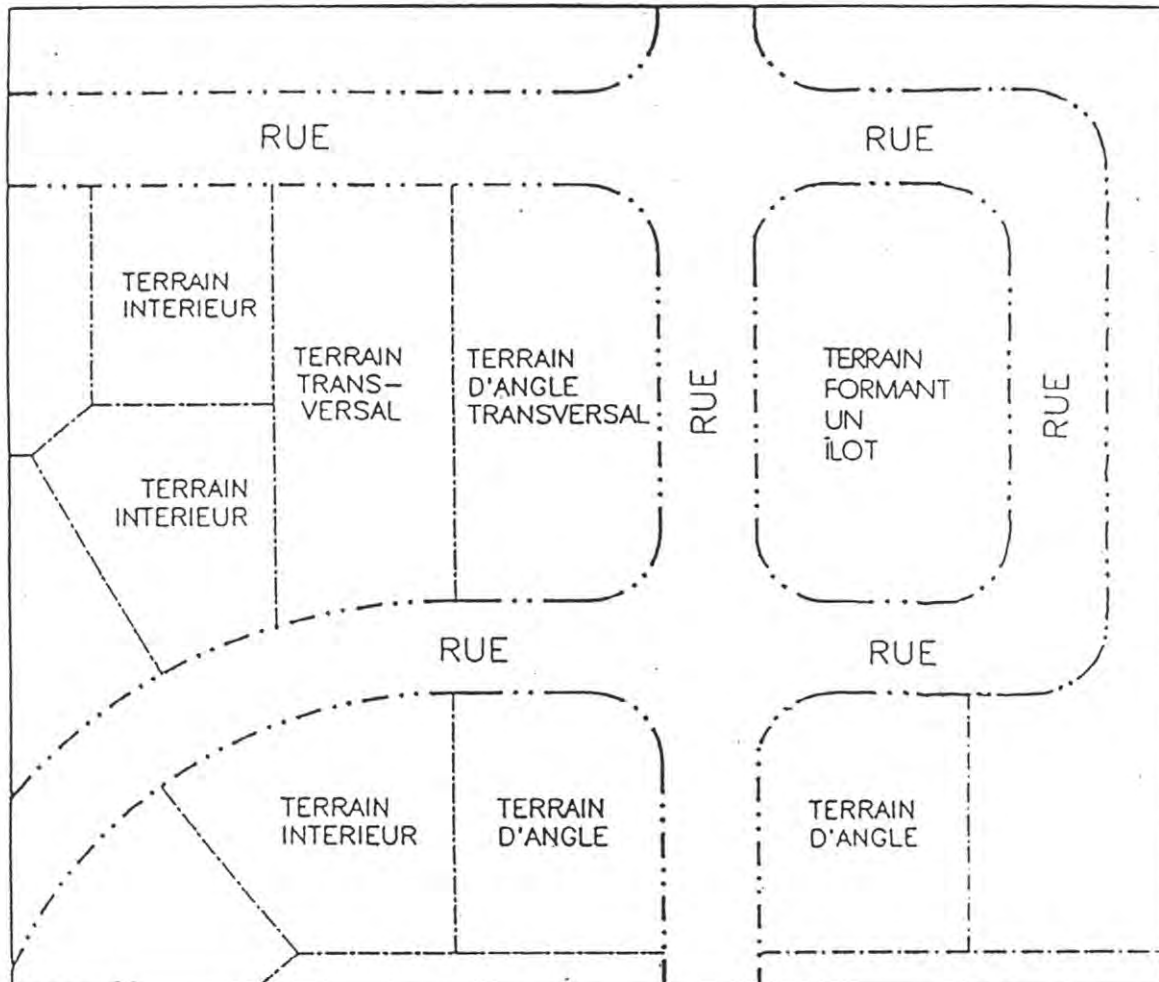 RUE
RUE
TERRAIN
INTERIEUR
TERRAIN
TRANS-
VERSAL
TERRAIN
D'ANGLE
TRANSVERSAL
RUE
TERRAIN
FORMANT
UN
ÎLOT
RUE
TERRAIN
INTERIEUR
RUE
RUE
TERRAIN
INTERIEUR
TERRAIN
D'ANGLE
TERRAIN
D'ANGLE